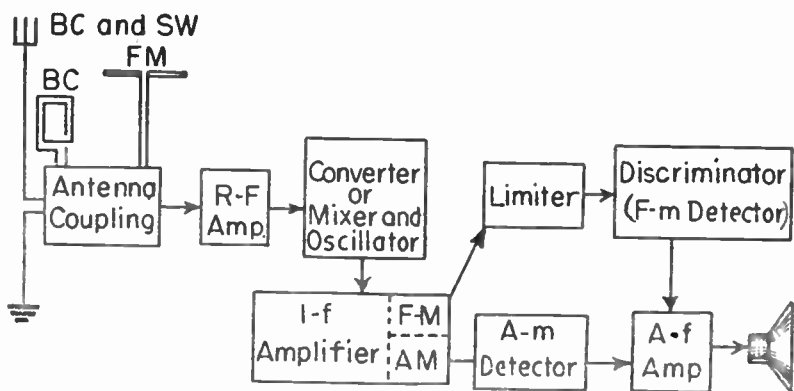 BC and SW
FM
BC
Antenna
Coupling
R-F
Amp.
Converter
or
Mixer and
Oscillator
Limiter
Discriminator
(F-m Detector)
I-f
Amplifier
F-M
AM
A-m
Detector
A-f
Amp